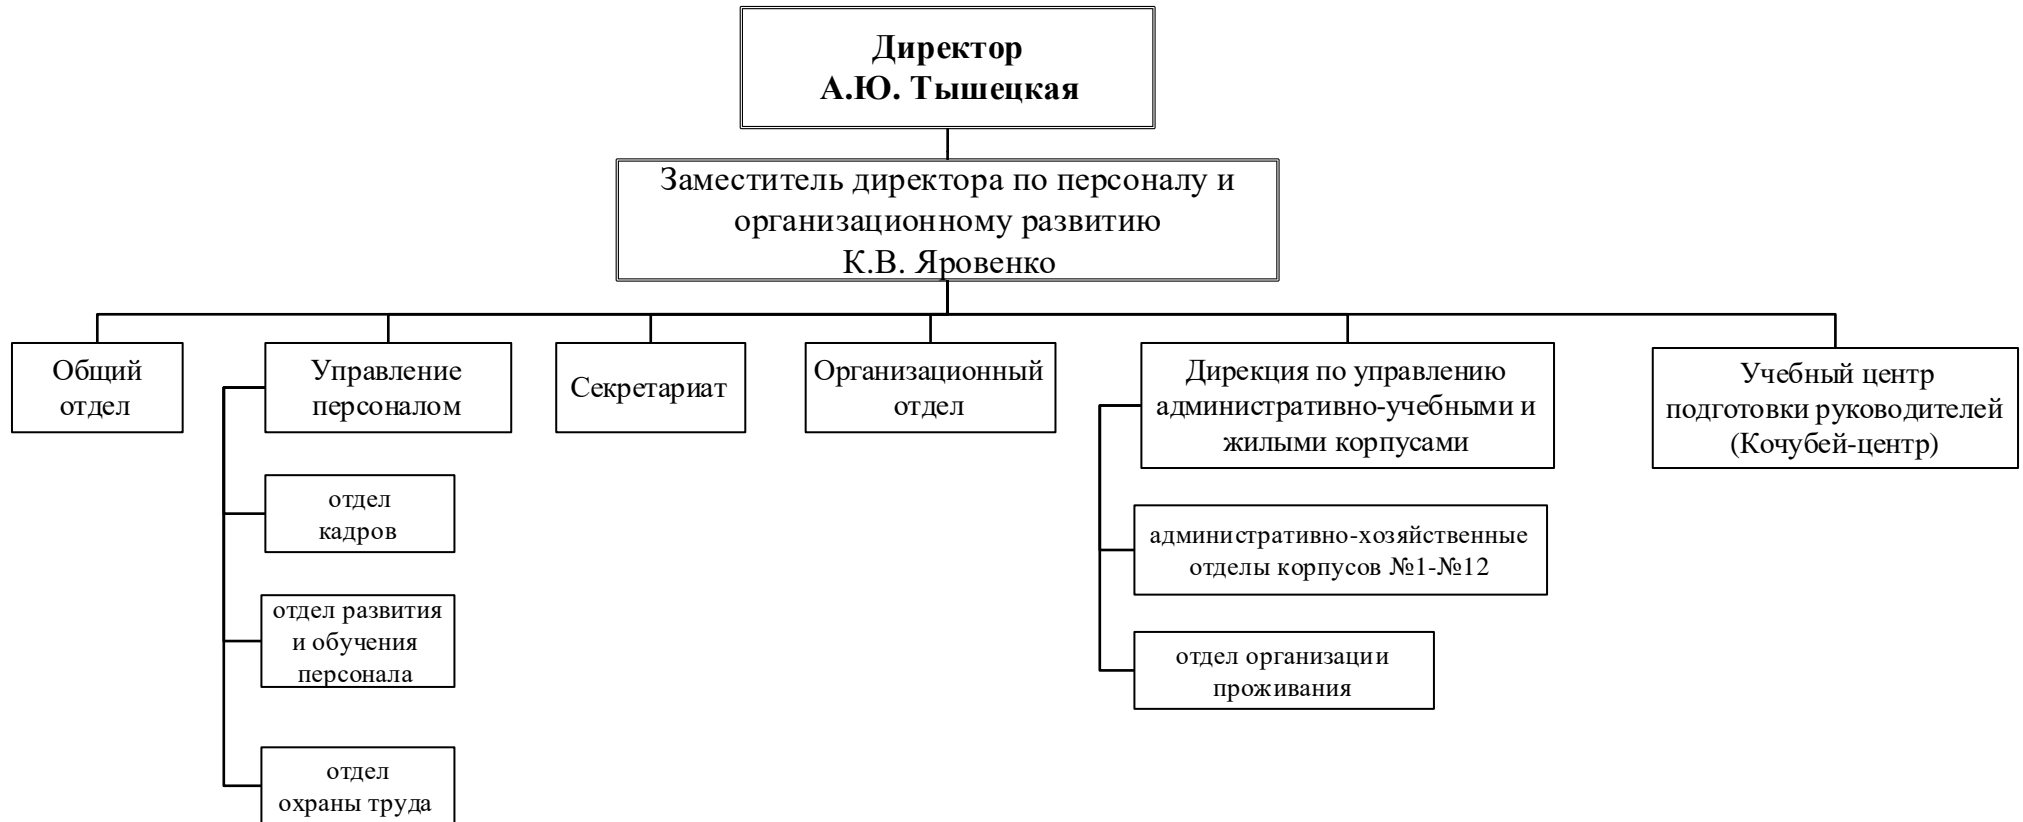 Директор
А.Ю. Тышецкая
Заместитель директора по персоналу и
организационному развитию
К.В. Яровенко
Общий
отдел
Управление
персоналом
Секретариат
Организационный
отдел
Дирекция по управлению
административно-учебными и
жилыми корпусами
Учебный центр
подготовки руководителей
(Кочубей-центр)
отдел
кадров
отдел развития
и обучения
персонала
отдел
охраны труда
административно-хозяйственные
отделы корпусов №1-№12
отдел организации
проживания